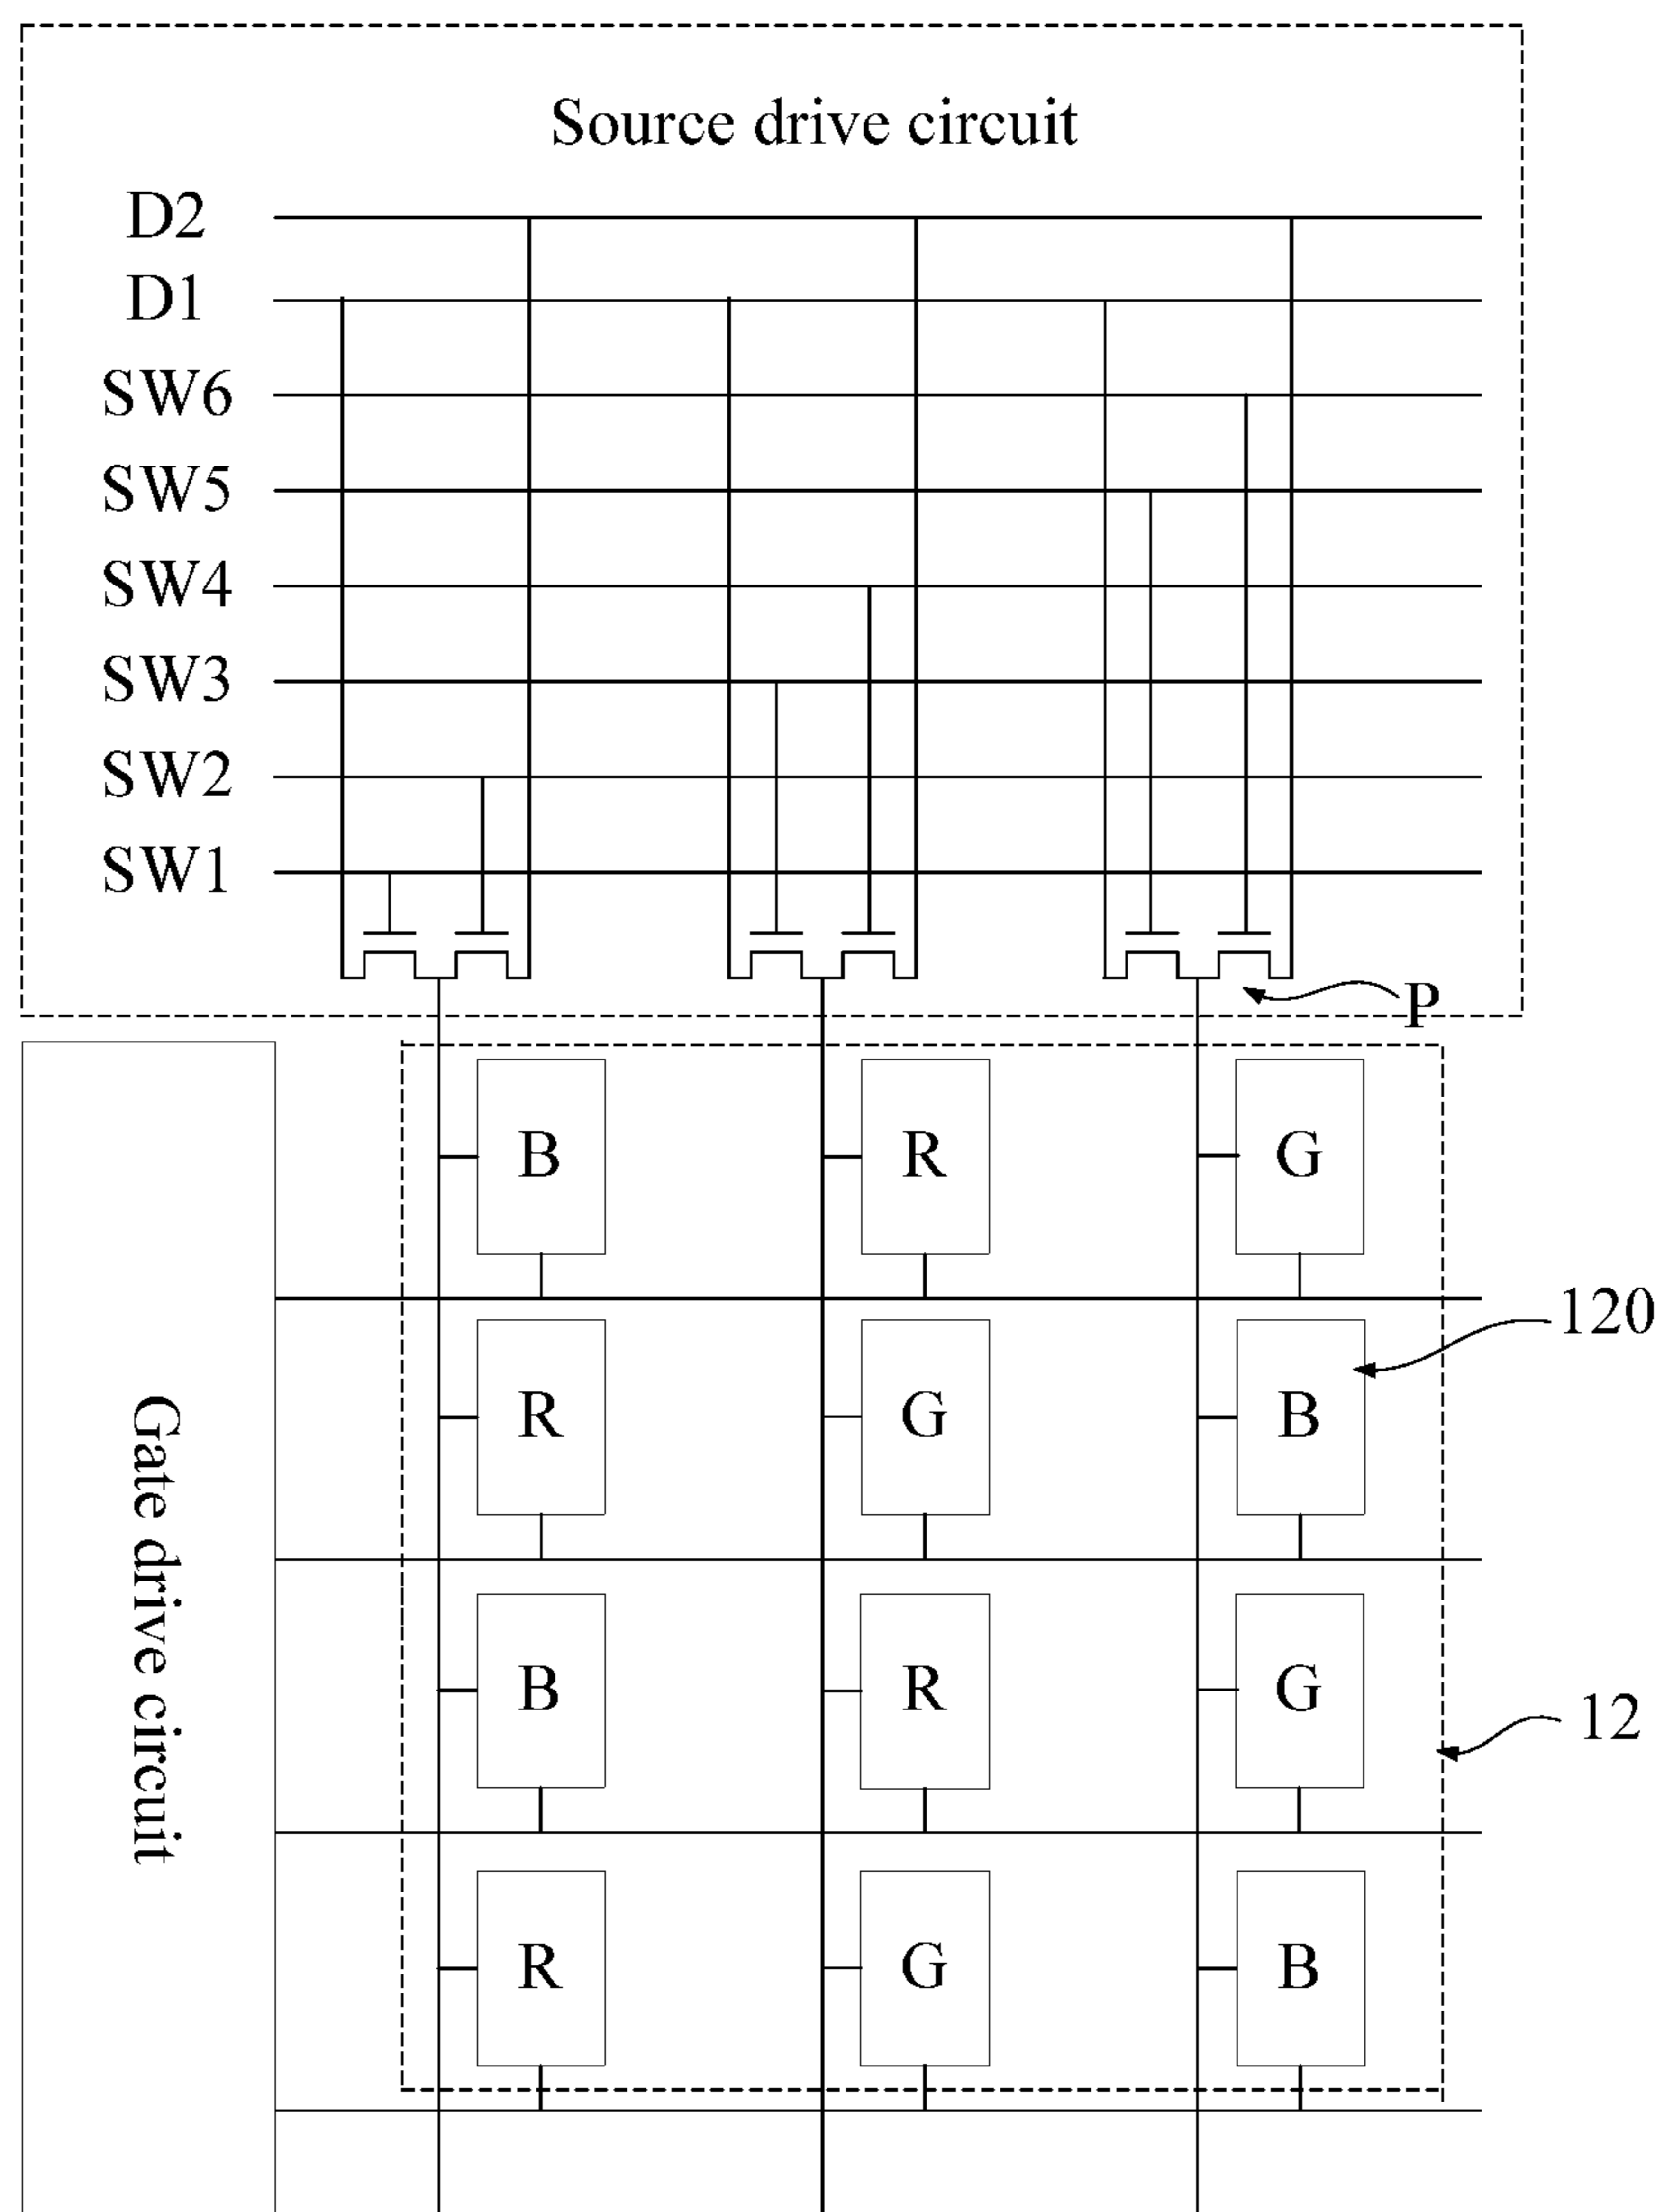 Source drive circuit
D2
D1
SW6
SW5
SW4
SW3
SW2
SW1
P
B R G
120
R G B
Gate drive circuit
B R G
12
R G B